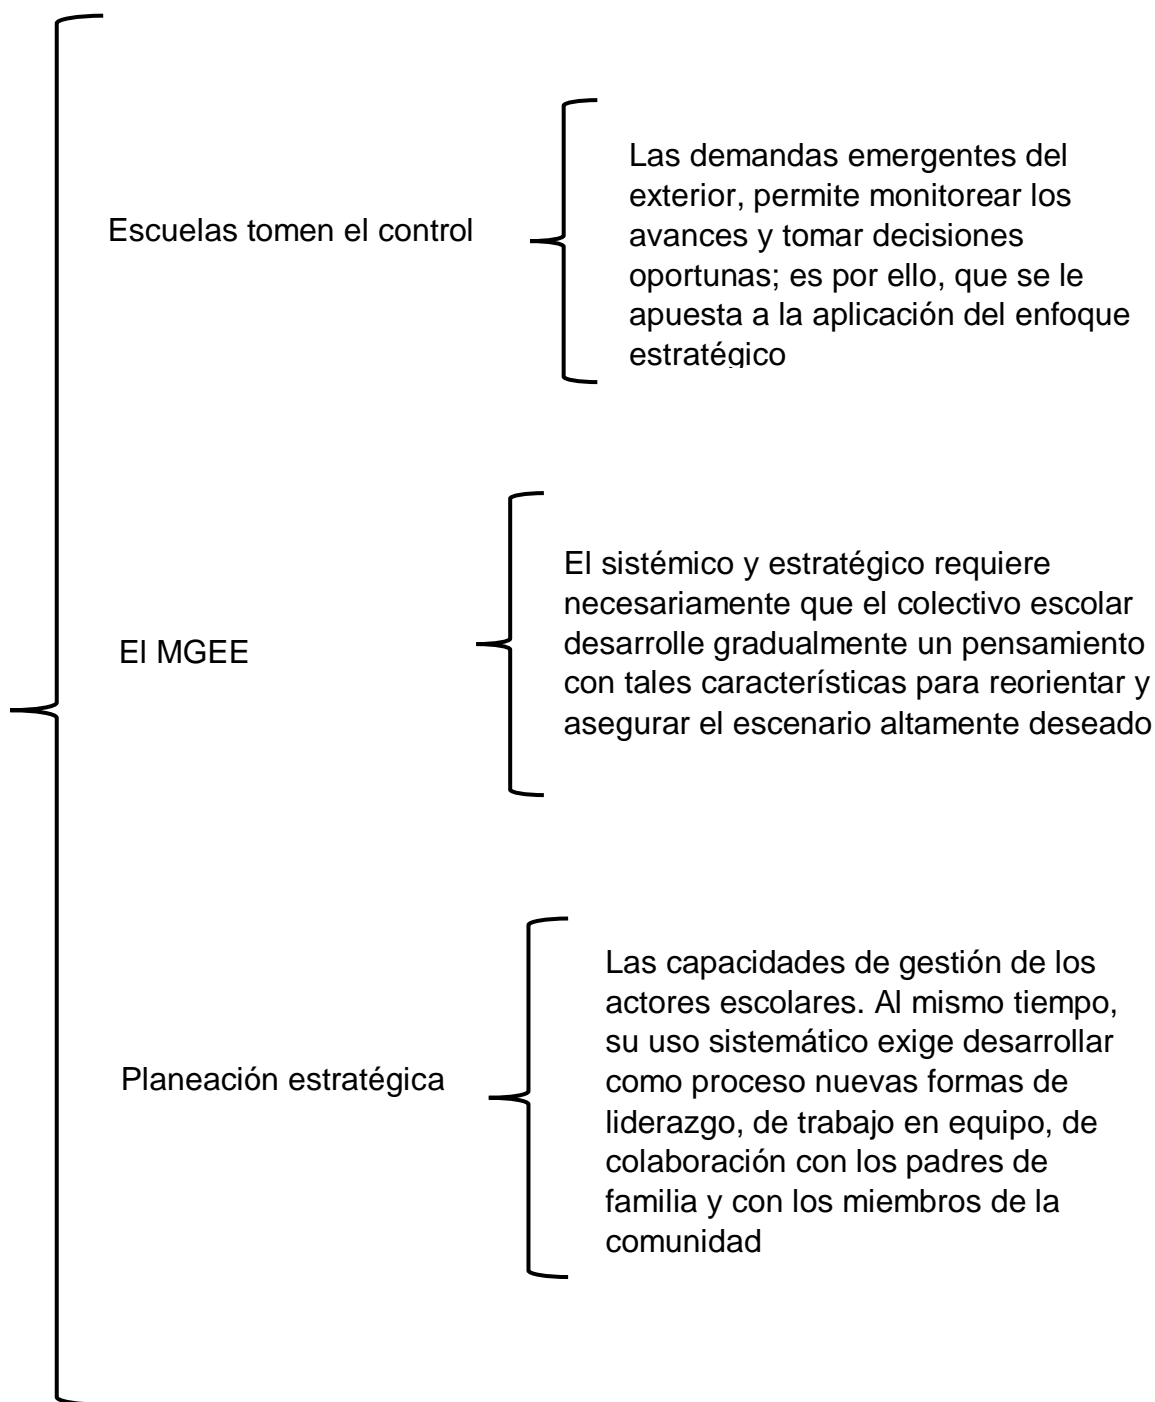 Las demandas emergentes del
exterior, permite monitorear los
avances y tomar decisiones
Escuelas tomen el control
oportunas; es por ello, que se le
apuesta a la aplicación del enfoque
estratégico
El sistémico y estratégico requiere
necesariamente que el colectivo escolar
desarrolle gradualmente un pensamiento
El MGEE
con tales características para reorientar y
asegurar el escenario altamente deseado
Las capacidades de gestión de los
actores escolares. Al mismo tiempo,
su uso sistemático exige desarrollar
Planeación estratégica
como proceso nuevas formas de
liderazgo, de trabajo en equipo, de
colaboración con los padres de
familia y con los miembros de la
comunidad